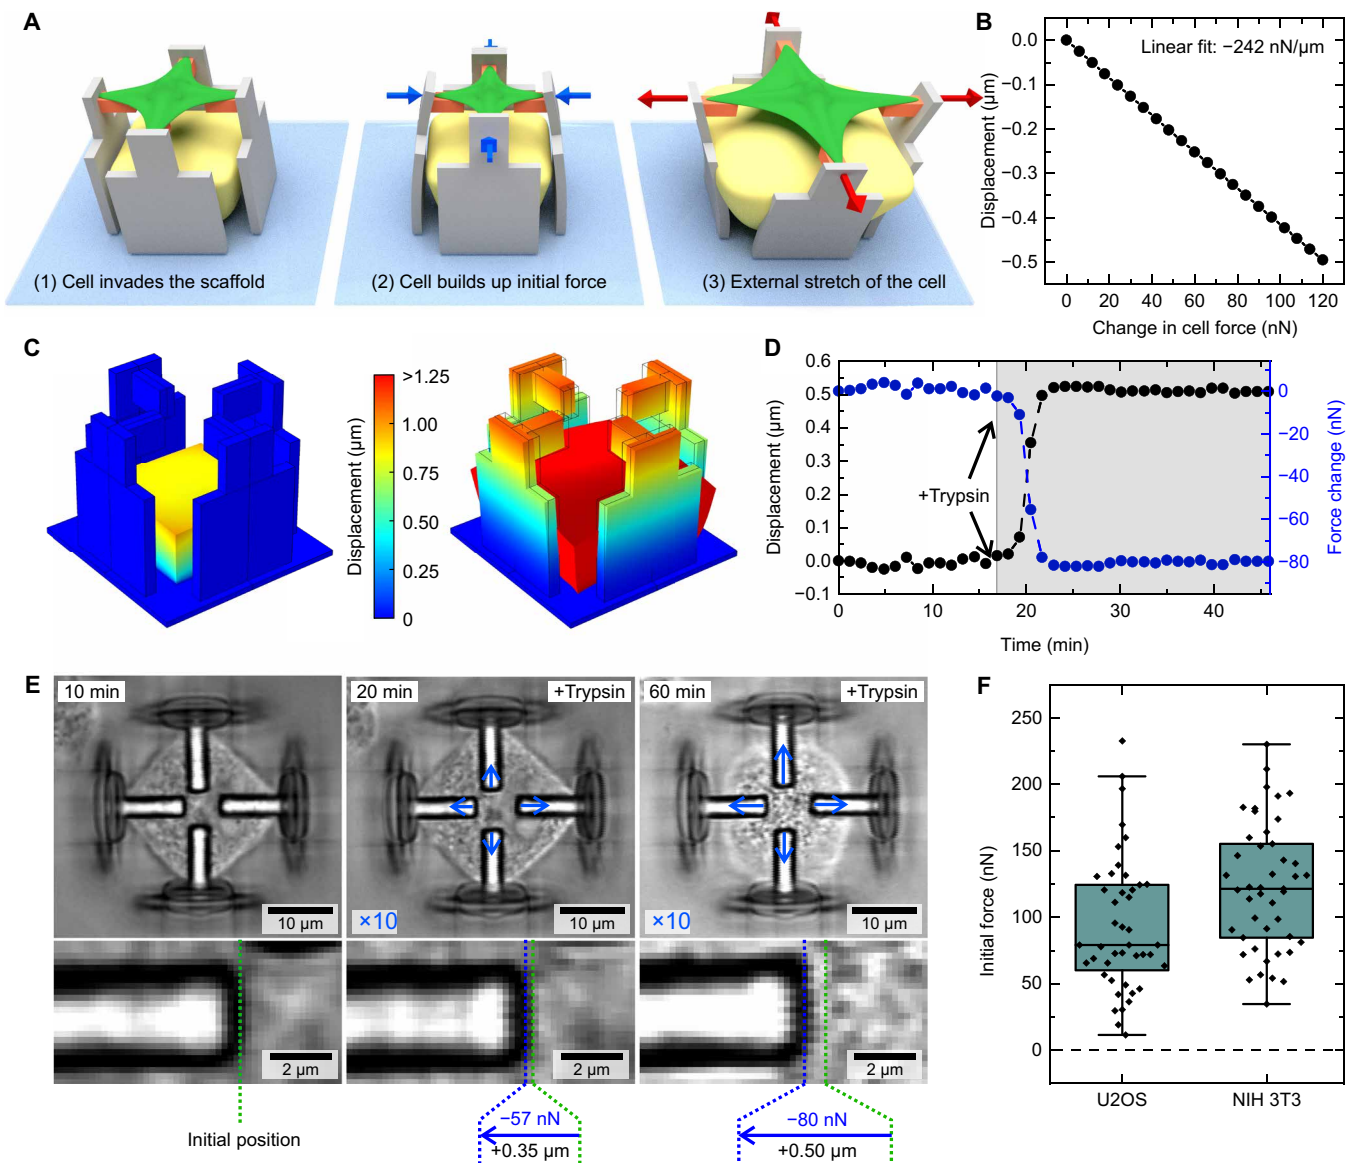 A
(1) Cell invades the scaffold
(2) Cell builds up initial force
(3) External stretch of the cell
B
Linear fit: −242 nN/µm
Displacement (µm)
0.0
−0.1
−0.2
−0.3
−0.4
−0.5
0 20 40 60 80 100 120
Change in cell force (nN)
C
Displacement (µm)
>1.25
1.00
0.75
0.50
0.25
0
D
Displacement (µm)
0.6
0.5
0.4
0.3
0.2
0.1
0.0
−0.1
+Trypsin
0
−20
−40
−60
−80
Force change (nN)
0 10 20 30 40
Time (min)
E
10 min
10 µm
20 min +Trypsin
×10 10 µm
60 min +Trypsin
×10 10 µm
2 µm
2 µm
2 µm
Initial position
−57 nN
+0.35 µm
−80 nN
+0.50 µm
F
Initial force (nN)
250
200
150
100
50
0
U2OS NIH 3T3